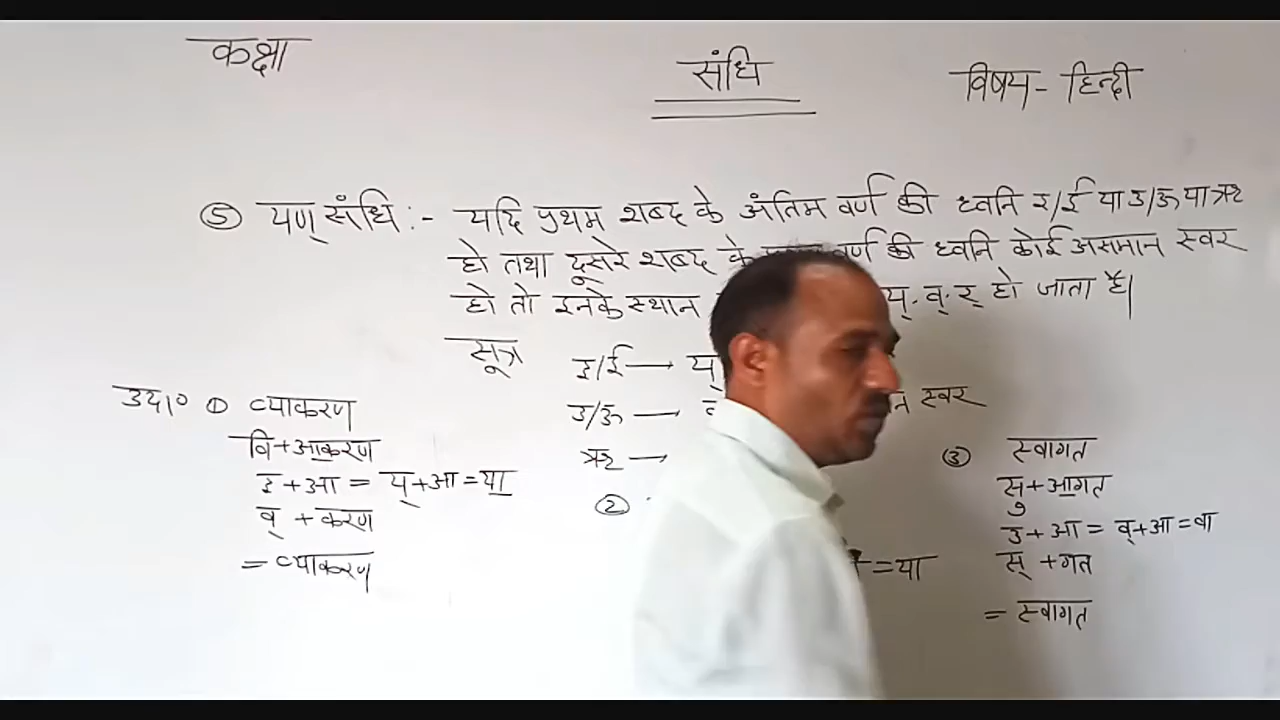 कक्षा
संधि
विषय- हिन्दी
⑤ यण् संधि :- यदि प्रथम शब्द के अंतिम वर्ण की ध्वनि इ/ई या उ/ऊ या ऋ
हो तथा दूसरे शब्द के वर्ण की ध्वनि कोई असमान स्वर
हो तो इनके स्थान य्. व्. र् हो जाता है।
सूत्र
इ/ई → य्
उ/ऊ →
स्वर
ऋ →
उदा० ① व्याकरण
वि+आकरण
इ+आ = य्+आ=या
व् + करण
= व्याकरण
②
=या
③ स्वागत
सु+आगत
उ+आ = व्+आ=वा
स् +गत
= स्वागत